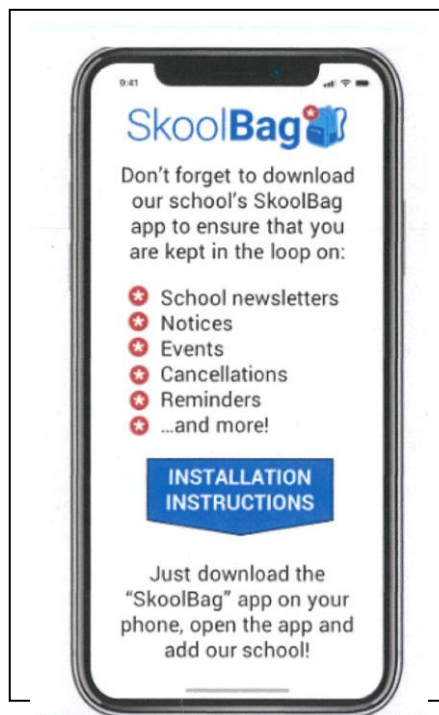 9:41
SkoolBag
Don't forget to download
our school's SkoolBag
app to ensure that you
are kept in the loop on:
School newsletters
Notices
Events
Cancellations
Reminders
...and more!
INSTALLATION
INSTRUCTIONS
Just download the
“SkoolBag” app on your
phone, open the app and
add our school!